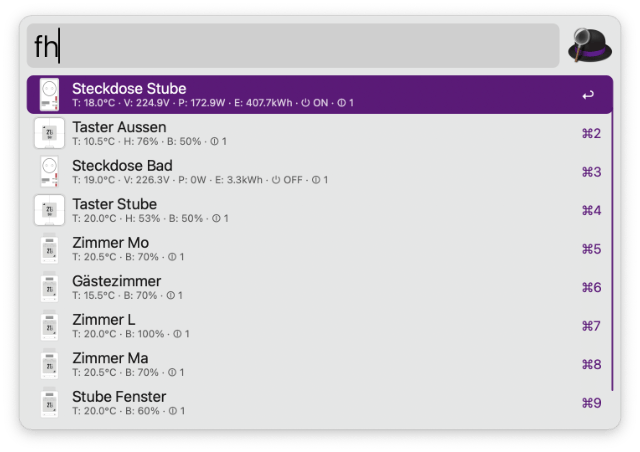 fh
Steckdose Stube
T: 18.0°C · V: 224.9V · P: 172.9W · E: 407.7kWh · ⏻ ON · ⓘ 1
↩
Taster Aussen
T: 10.5°C · H: 76% · B: 50% · ⓘ 1
⌘2
Steckdose Bad
T: 19.0°C · V: 226.3V · P: 0W · E: 3.3kWh · ⏻ OFF · ⓘ 1
⌘3
Taster Stube
T: 20.0°C · H: 53% · B: 50% · ⓘ 1
⌘4
Zimmer Mo
T: 20.5°C · B: 70% · ⓘ 1
⌘5
Gästezimmer
T: 15.5°C · B: 70% · ⓘ 1
⌘6
Zimmer L
T: 20.0°C · B: 100% · ⓘ 1
⌘7
Zimmer Ma
T: 20.5°C · B: 70% · ⓘ 1
⌘8
Stube Fenster
T: 20.0°C · B: 60% · ⓘ 1
⌘9